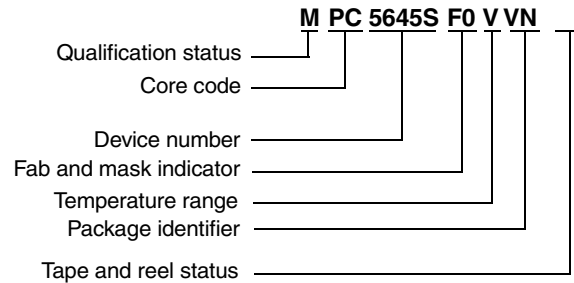 M PC 5645S F0 V VN
Qualification status
Core code
Device number
Fab and mask indicator
Temperature range
Package identifier
Tape and reel status